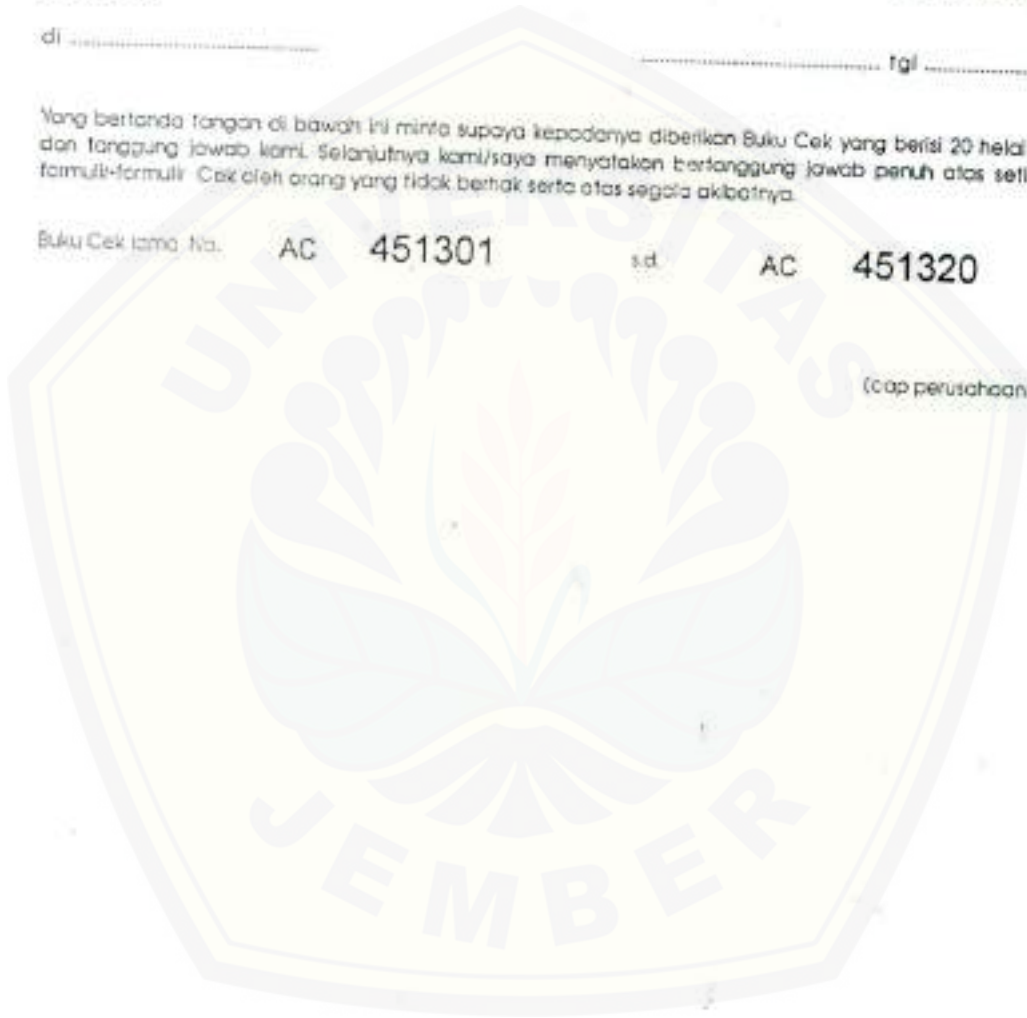 di ........................................
........................................ tgl ....................
Yang bertanda tangan di bawah ini minta supaya kepadanya diberikan Buku Cek yang berisi 20 helai
dan tanggung jawab kami. Selanjutnya kami/saya menyatakan bertanggung jawab penuh atas seti
formulir-formulir Cek oleh orang yang tidak berhak serta atas segala akibatnya.
Buku Cek lama No. AC 451301 s.d. AC 451320
(cap perusahaan
UNIVERSITAS
JEMBER